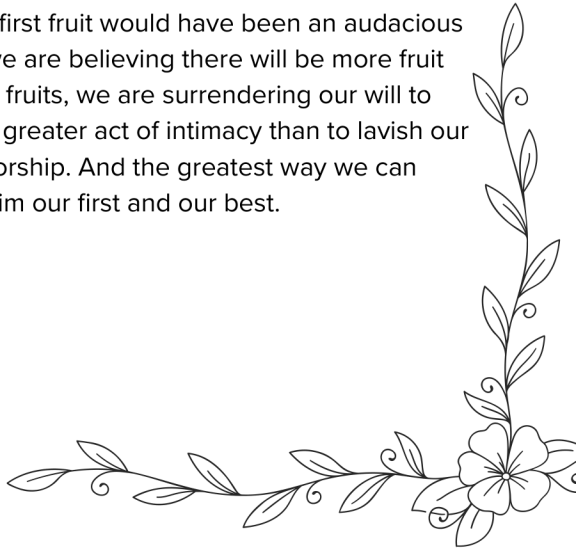 first fruit would have been an audacious
e are believing there will be more fruit
fruits, we are surrendering our will to
greater act of intimacy than to lavish our
orship. And the greatest way we can
im our first and our best.